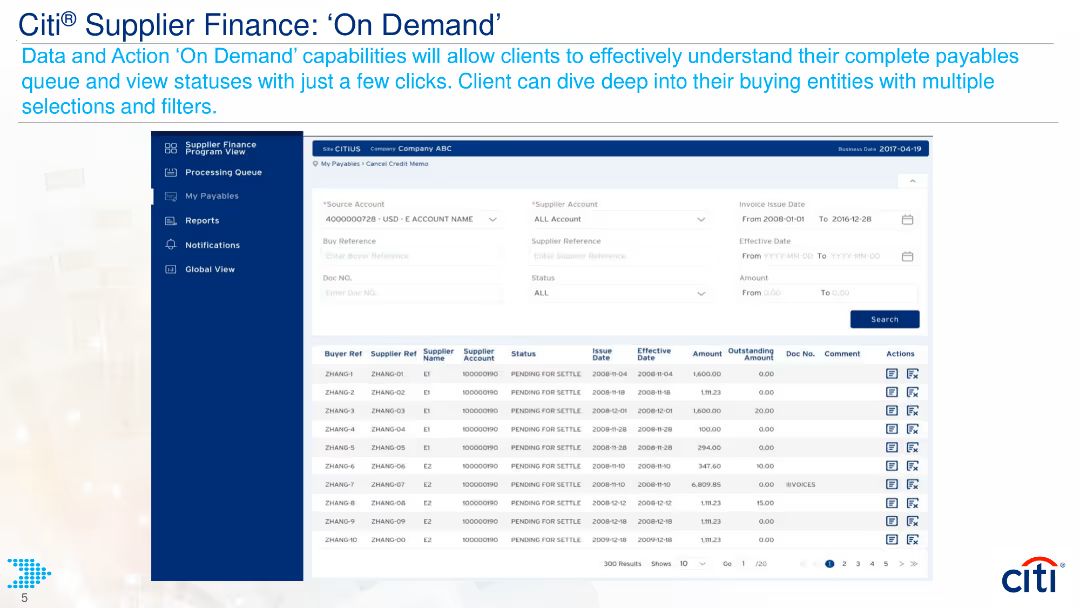 Citi® Supplier Finance: ‘On Demand’
Data and Action ‘On Demand’ capabilities will allow clients to effectively understand their complete payables
queue and view statuses with just a few clicks. Client can dive deep into their buying entities with multiple
selections and filters.
Supplier Finance
Program View
Processing Queue
My Payables
Reports
Notifications
Global View
Site CITIUS Company Company ABC Business Date 2017-04-19
My Payables > Cancel Credit Memo
*Source Account *Supplier Account Invoice Issue Date
4000000728 - USD - E ACCOUNT NAME ALL Account From 2008-01-01 To 2016-12-28
Buy Reference Supplier Reference Effective Date
Enter Buyer Reference Enter Supplier Reference From YYYY-MM-DD To YYYY-MM-DD
Doc NO. Status Amount
Enter Doc NO. ALL From 0.00 To 0.00
Search
Buyer Ref Supplier Ref Supplier Name Supplier Account Status Issue Date Effective Date Amount Outstanding Amount Doc No. Comment Actions
ZHANG-1 ZHANG-01 E1 100000190 PENDING FOR SETTLE 2008-11-04 2008-11-04 1,600.00 0.00
ZHANG-2 ZHANG-02 E1 100000190 PENDING FOR SETTLE 2008-11-18 2008-11-18 1,111.23 0.00
ZHANG-3 ZHANG-03 E1 100000190 PENDING FOR SETTLE 2008-12-01 2008-12-01 1,600.00 20.00
ZHANG-4 ZHANG-04 E1 100000190 PENDING FOR SETTLE 2008-11-28 2008-11-28 100.00 0.00
ZHANG-5 ZHANG-05 E1 100000190 PENDING FOR SETTLE 2008-11-28 2008-11-28 294.00 0.00
ZHANG-6 ZHANG-06 E2 100000190 PENDING FOR SETTLE 2008-11-10 2008-11-10 347.60 10.00
ZHANG-7 ZHANG-07 E2 100000190 PENDING FOR SETTLE 2008-11-10 2008-11-10 6,809.85 0.00
ZHANG-8 ZHANG-08 E2 100000190 PENDING FOR SETTLE 2008-12-12 2008-12-12 1,111.23 15.00
ZHANG-9 ZHANG-09 E2 100000190 PENDING FOR SETTLE 2008-12-18 2008-12-18 1,111.23 0.00
ZHANG-10 ZHANG-00 E2 100000190 PENDING FOR SETTLE 2009-12-18 2009-12-18 1,111.23 0.00
300 Results Shows 10 Go 1 /20 1 2 3 4 5 > >>
5
citi®